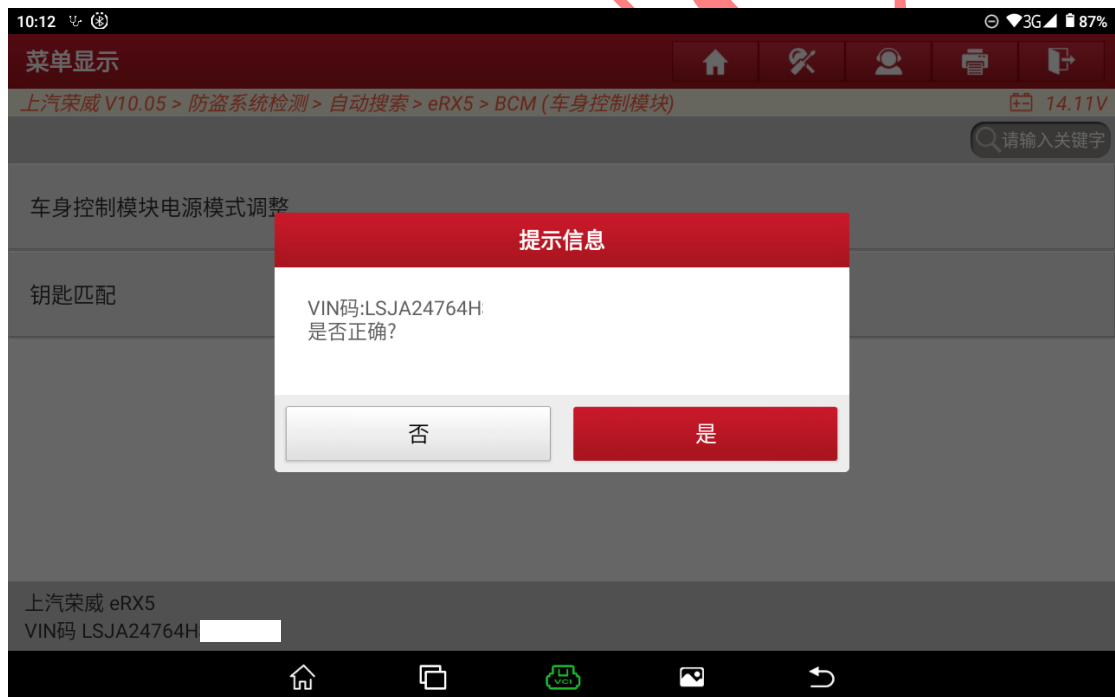 10:12
3G 87%
菜单显示
上汽荣威 V10.05 > 防盗系统检测 > 自动搜索 > eRX5 > BCM (车身控制模块)
14.11V
请输入关键字
车身控制模块电源模式调整
钥匙匹配
提示信息
VIN码:LSJA24764H
是否正确?
否
是
上汽荣威 eRX5
VIN码 LSJA24764H
VCI